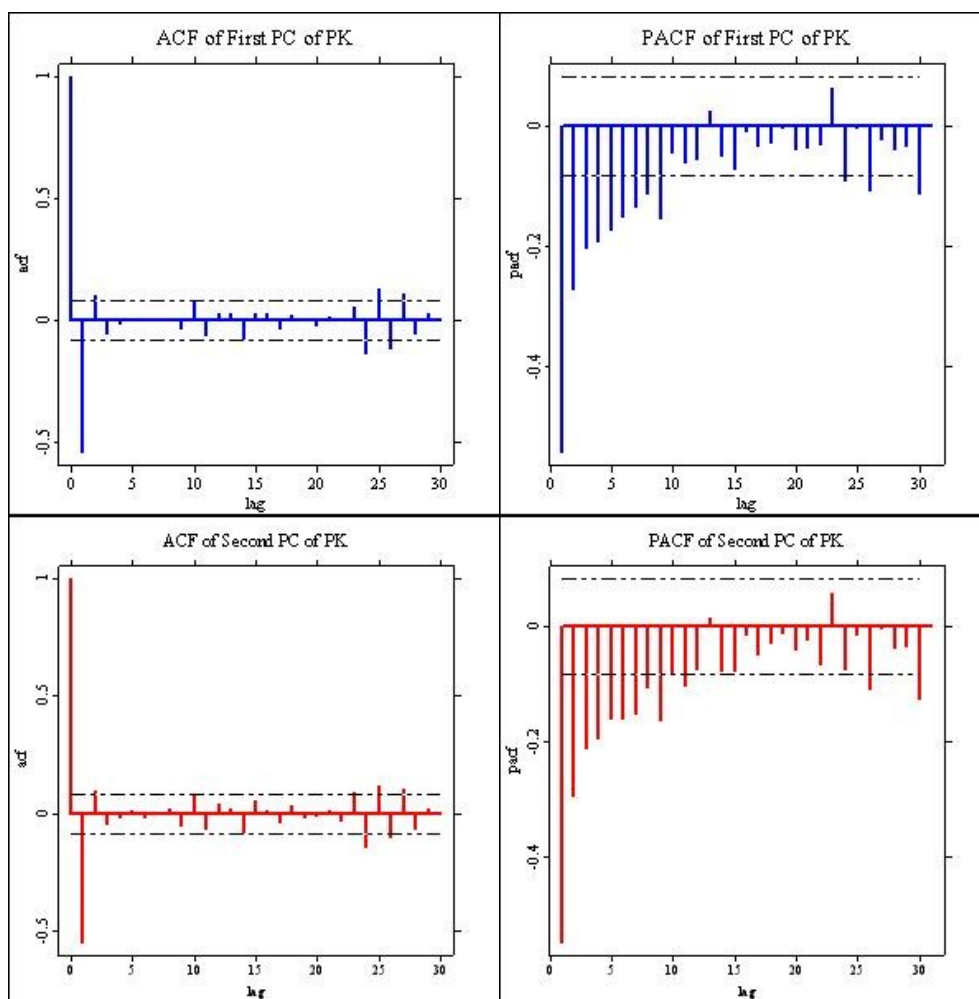 ACF of First PC of PK
1
0.5
0
-0.5
acf
0 5 10 15 20 25 30
lag
PACF of First PC of PK
0
-0.2
-0.4
pacf
0 5 10 15 20 25 30
lag
ACF of Second PC of PK
1
0.5
0
-0.5
acf
0 5 10 15 20 25 30
lag
PACF of Second PC of PK
0
-0.2
-0.4
pacf
0 5 10 15 20 25 30
lag